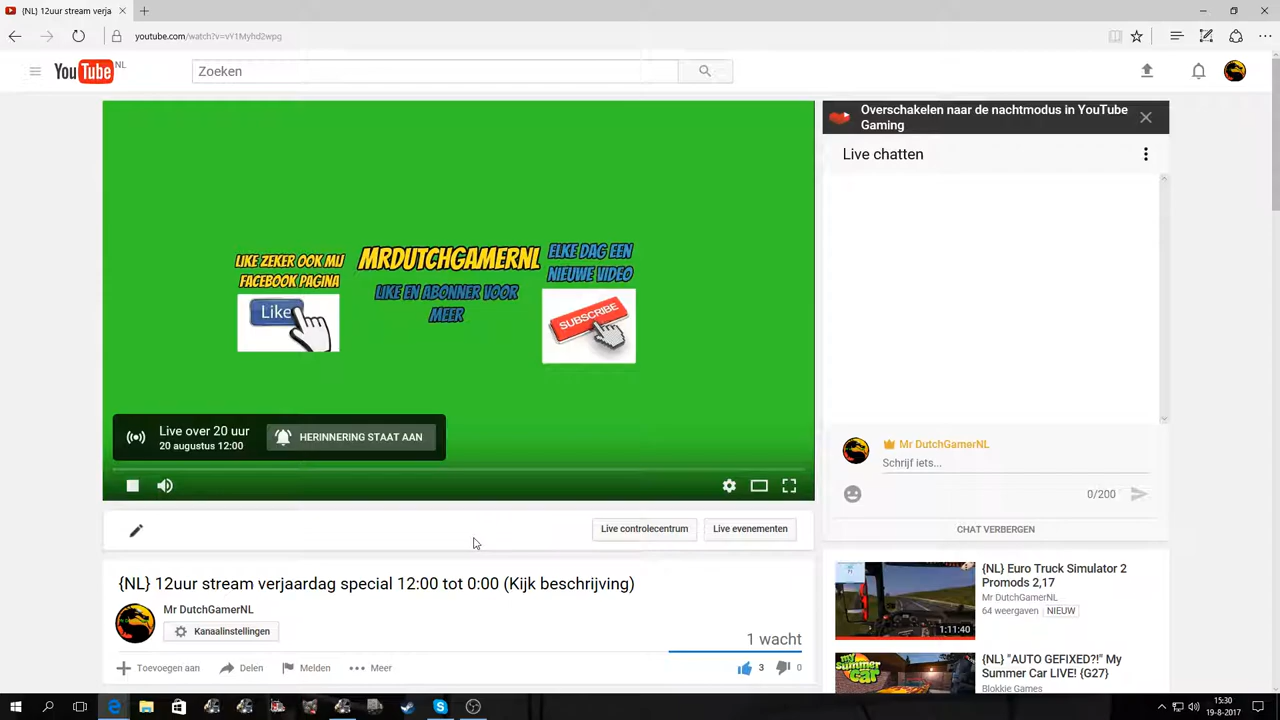 {NL} 12uur stream verja
youtube.com/watch?v=vY1Myhd2wpg
YouTube NL
Zoeken
LIKE ZEKER OOK MIJ
FACEBOOK PAGINA
Like
MRDUTCHGAMERNL
LIKE EN ABONNER VOOR
MEER
ELKE DAG EEN
NIEUWE VIDEO
SUBSCRIBE
Live over 20 uur
20 augustus 12:00
HERINNERING STAAT AAN
Live controlecentrum
Live evenementen
{NL} 12uur stream verjaardag special 12:00 tot 0:00 (Kijk beschrijving)
Mr DutchGamerNL
Kanaalinstellingen
1 wacht
Toevoegen aan
Delen
Melden
Meer
3
0
Overschakelen naar de nachtmodus in YouTube
Gaming
Live chatten
Mr DutchGamerNL
Schrijf iets...
0/200
CHAT VERBERGEN
{NL} Euro Truck Simulator 2
Promods 2,17
Mr DutchGamerNL
64 weergaven NIEUW
1:11:40
my
Summer
CAR
{NL} "AUTO GEFIXED?!" My
Summer Car LIVE! {G27}
Blokkie Games
15:30
19-8-2017